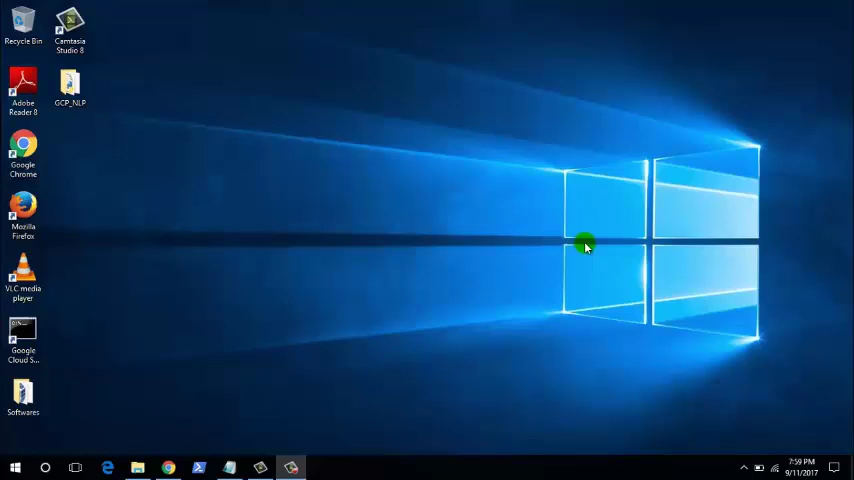 Recycle Bin
Camtasia
Studio 8
Adobe
Reader 8
GCP_NLP
Google
Chrome
Mozilla
Firefox
VLC media
player
Google
Cloud S...
Softwares
7:59 PM
9/11/2017